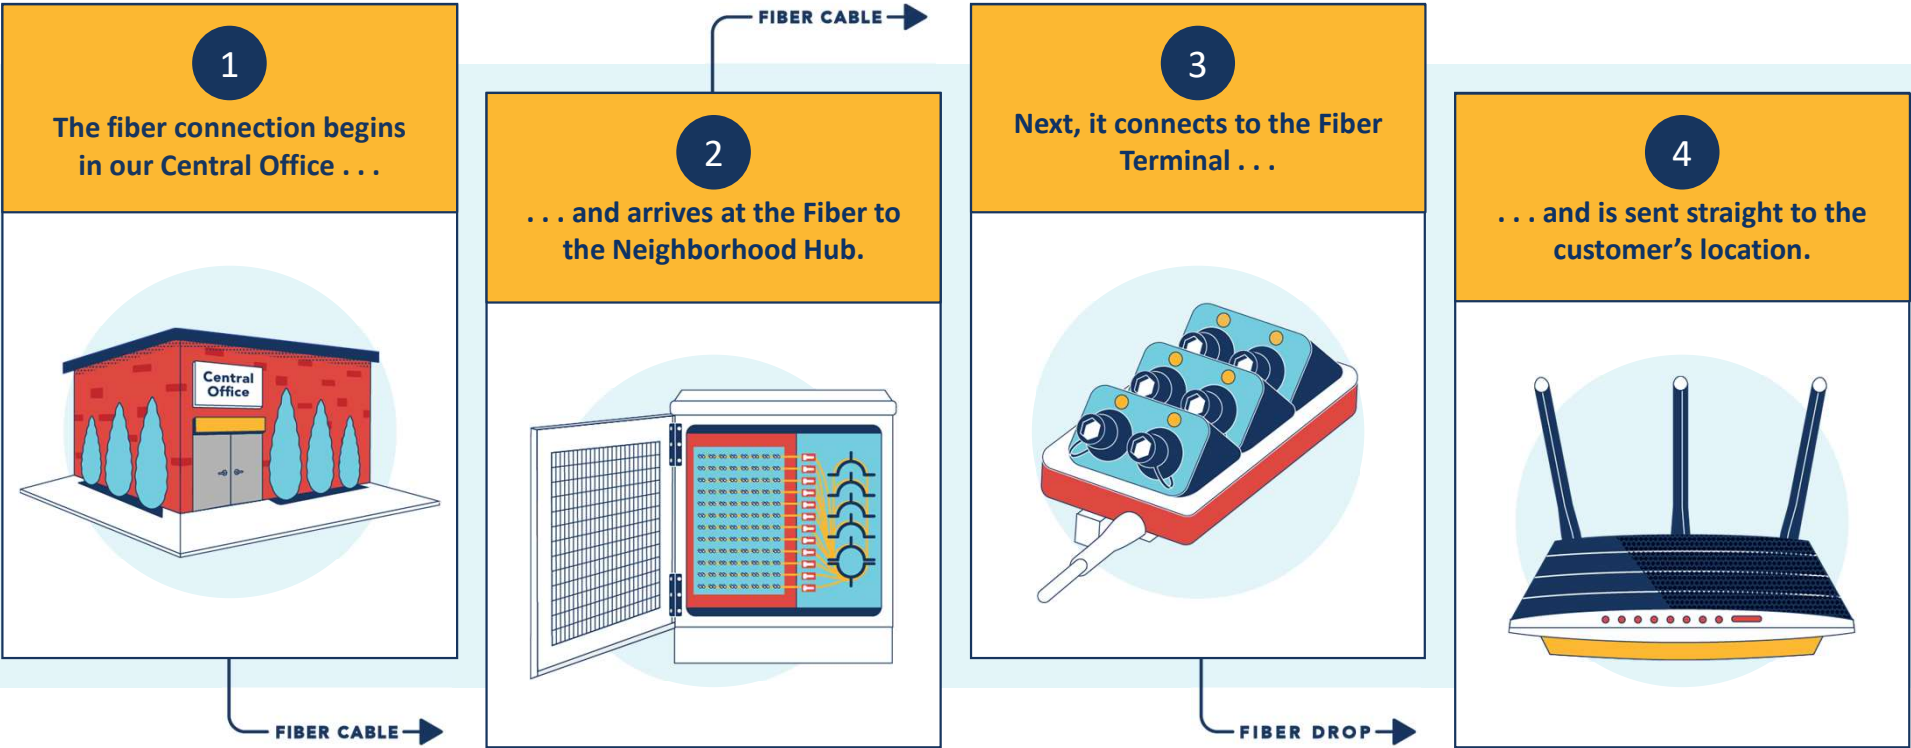 1
The fiber connection begins
in our Central Office . . .
Central
Office
FIBER CABLE
2
. . . and arrives at the Fiber to
the Neighborhood Hub.
FIBER CABLE
3
Next, it connects to the Fiber
Terminal . . .
FIBER DROP
4
. . . and is sent straight to the
customer’s location.